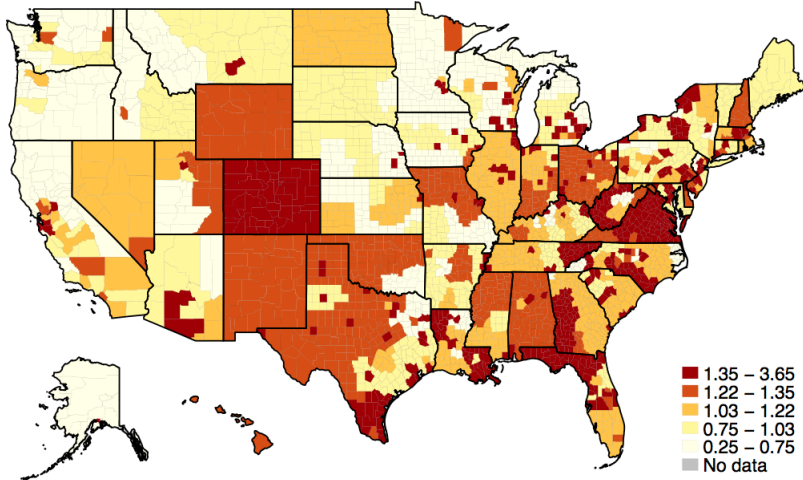 1.35 – 3.65
1.22 – 1.35
1.03 – 1.22
0.75 – 1.03
0.25 – 0.75
No data